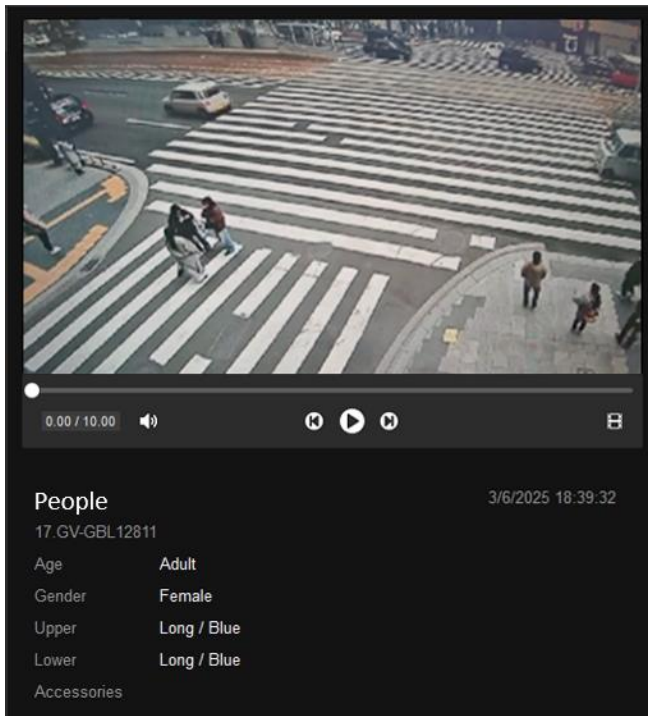 0.00 / 10.00
People 3/6/2025 18:39:32
17.GV-GBL12811
Age Adult
Gender Female
Upper Long / Blue
Lower Long / Blue
Accessories